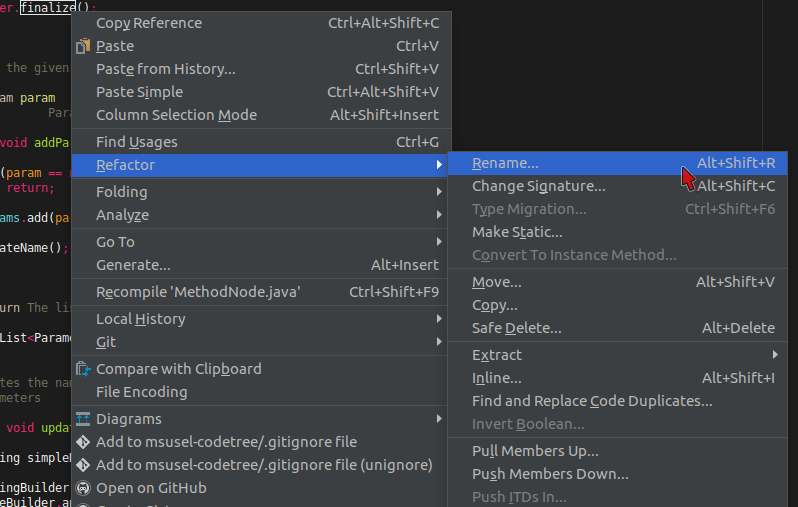 er.finalize();
Copy Reference Ctrl+Alt+Shift+C
Paste Ctrl+V
the given Paste from History... Ctrl+Shift+V
Paste Simple Ctrl+Alt+Shift+V
am param Column Selection Mode Alt+Shift+Insert
Para
void addPa Find Usages Ctrl+G
Refactor Rename... Alt+Shift+R
(param ==
return; Folding Change Signature... Alt+Shift+C
Analyze Type Migration... Ctrl+Shift+F6
ams.add(pa Make Static...
Go To
ateName(); Generate... Alt+Insert Convert To Instance Method...
Recompile 'MethodNode.java' Ctrl+Shift+F9 Move... Alt+Shift+V
urn The lis Copy...
Local History Safe Delete... Alt+Delete
List<Parame Git
Extract
Compare with Clipboard Inline... Alt+Shift+I
tes the nam File Encoding
meters Find and Replace Code Duplicates...
Diagrams Invert Boolean...
void updat
Add to msusel-codetree/.gitignore file Pull Members Up...
ing simple Add to msusel-codetree/.gitignore file (unignore) Push Members Down...
ingBuilder Open on GitHub Push ITDs In...
eBuilder.a